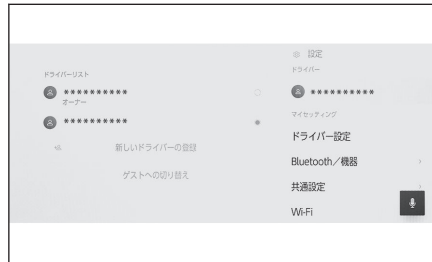 ドライバーリスト
**********
オーナー
**********
新しいドライバーの登録
ゲストへの切り替え
設定
ドライバー
**********
マイセッティング
ドライバー設定
Bluetooth／機器
共通設定
Wi-Fi